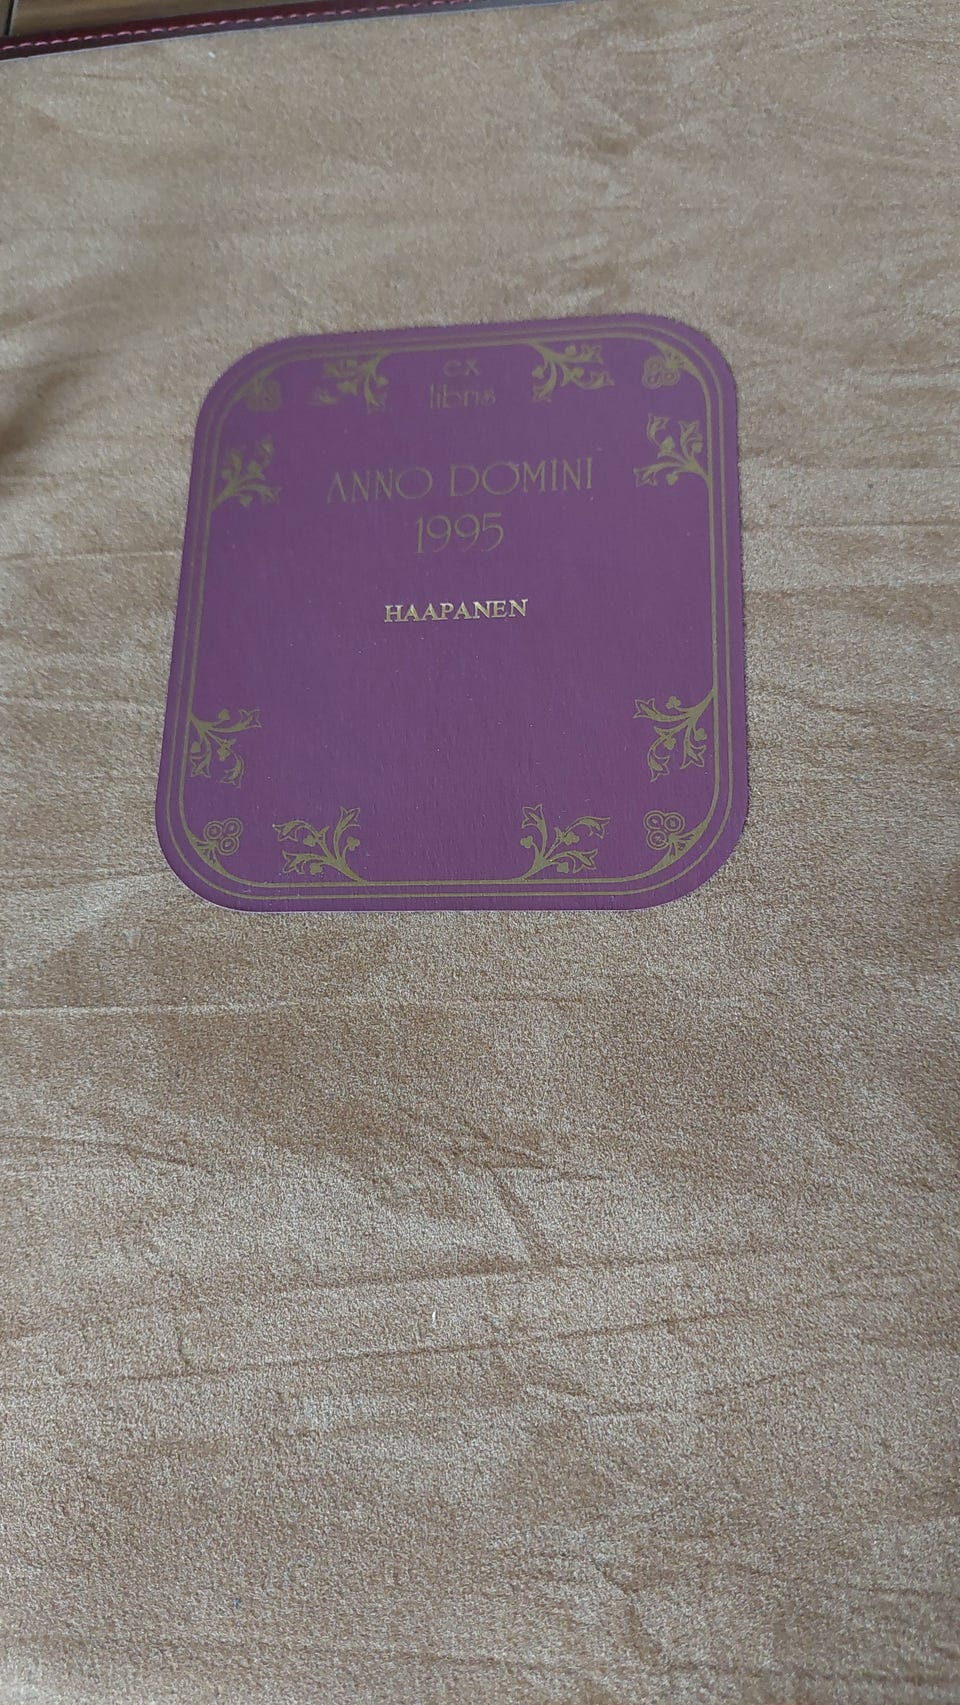 ex
libris
ANNO DOMINI
1995
HAAPANEN